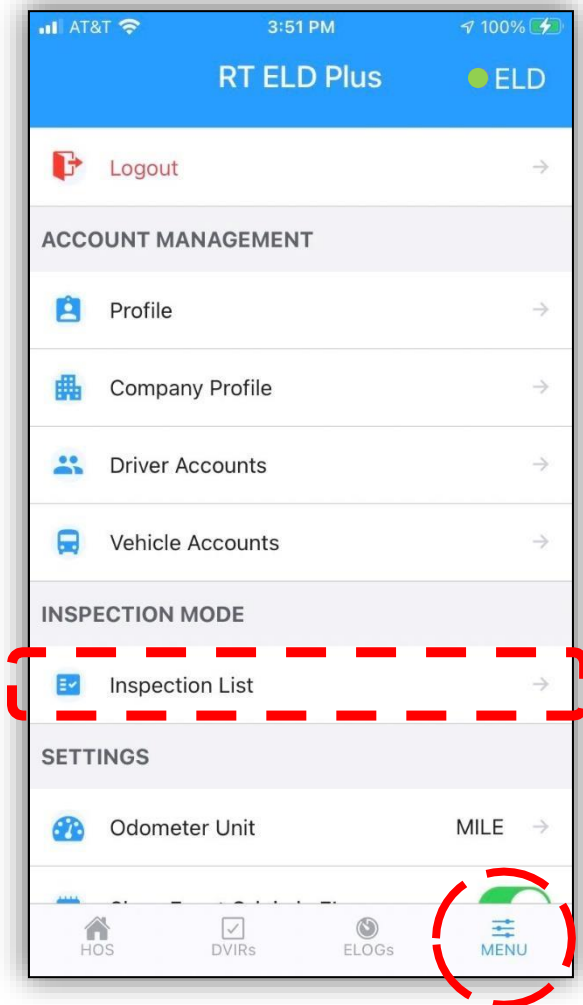 AT&T 3:51 PM 100%
RT ELD Plus ELD
Logout
ACCOUNT MANAGEMENT
Profile
Company Profile
Driver Accounts
Vehicle Accounts
INSPECTION MODE
Inspection List
SETTINGS
Odometer Unit MILE
HOS DVIRs ELOGs MENU